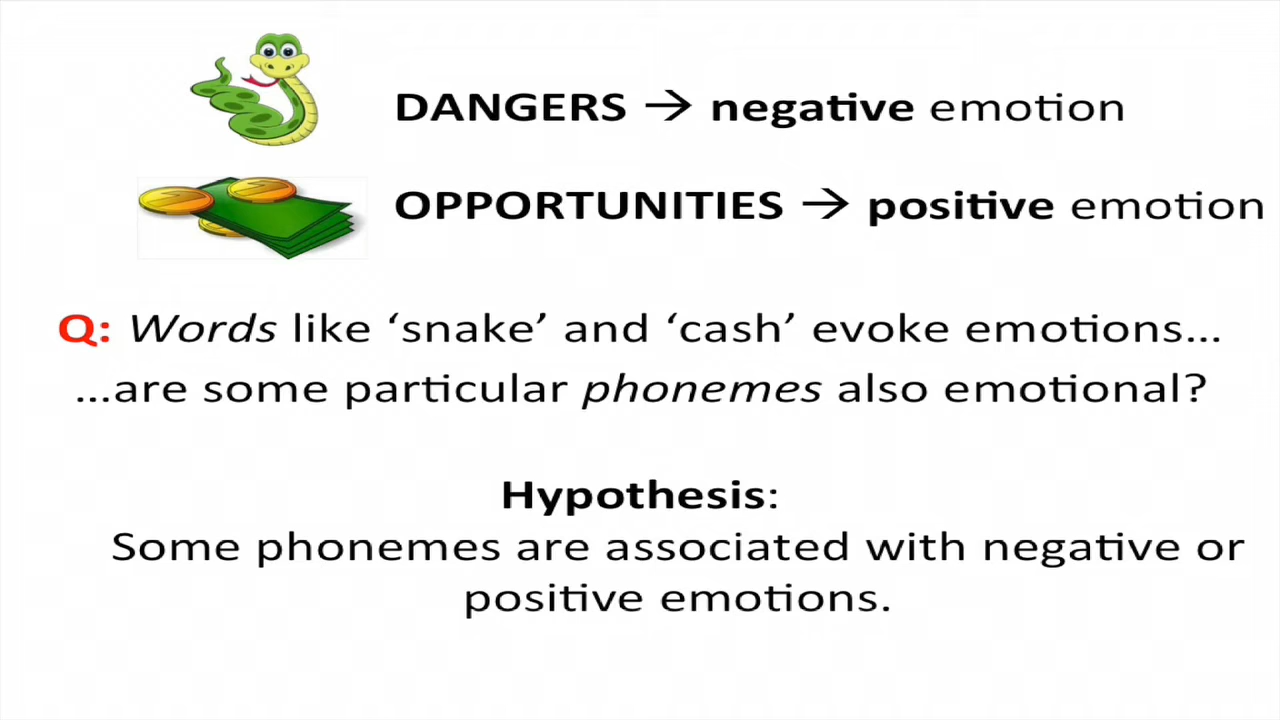 DANGERS → negative emotion
OPPORTUNITIES → positive emotion
Q: Words like ‘snake’ and ‘cash’ evoke emotions...
...are some particular phonemes also emotional?
Hypothesis:
Some phonemes are associated with negative or
positive emotions.